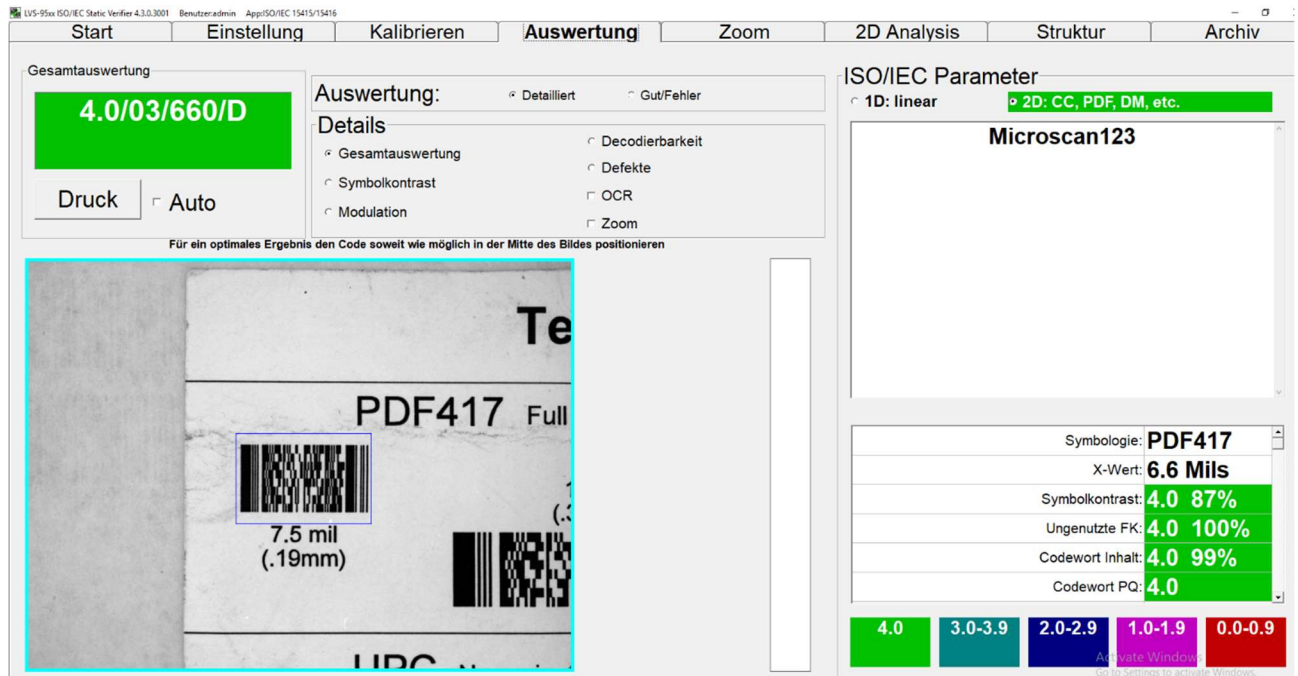 LVS-95xx ISO/IEC Static Verifier 4.3.0.3001 Benutzer:admin App:ISO/IEC 15415/15416
Start Einstellung Kalibrieren Auswertung Zoom 2D Analysis Struktur Archiv
Gesamtauswertung
4.0/03/660/D
Druck
Auto
Auswertung:
Detailliert
Gut/Fehler
Details
Gesamtauswertung
Symbolkontrast
Modulation
Decodierbarkeit
Defekte
OCR
Zoom
Für ein optimales Ergebnis den Code soweit wie möglich in der Mitte des Bildes positionieren
Te
PDF417 Full
7.5 mil
(.19mm)
UPC
ISO/IEC Parameter
1D: linear
2D: CC, PDF, DM, etc.
Microscan123
Symbologie: PDF417
X-Wert: 6.6 Mils
Symbolkontrast: 4.0 87%
Ungenutzte FK: 4.0 100%
Codewort Inhalt: 4.0 99%
Codewort PQ: 4.0
4.0 3.0-3.9 2.0-2.9 1.0-1.9 0.0-0.9
Activate Windows
Go to Settings to activate Windows.